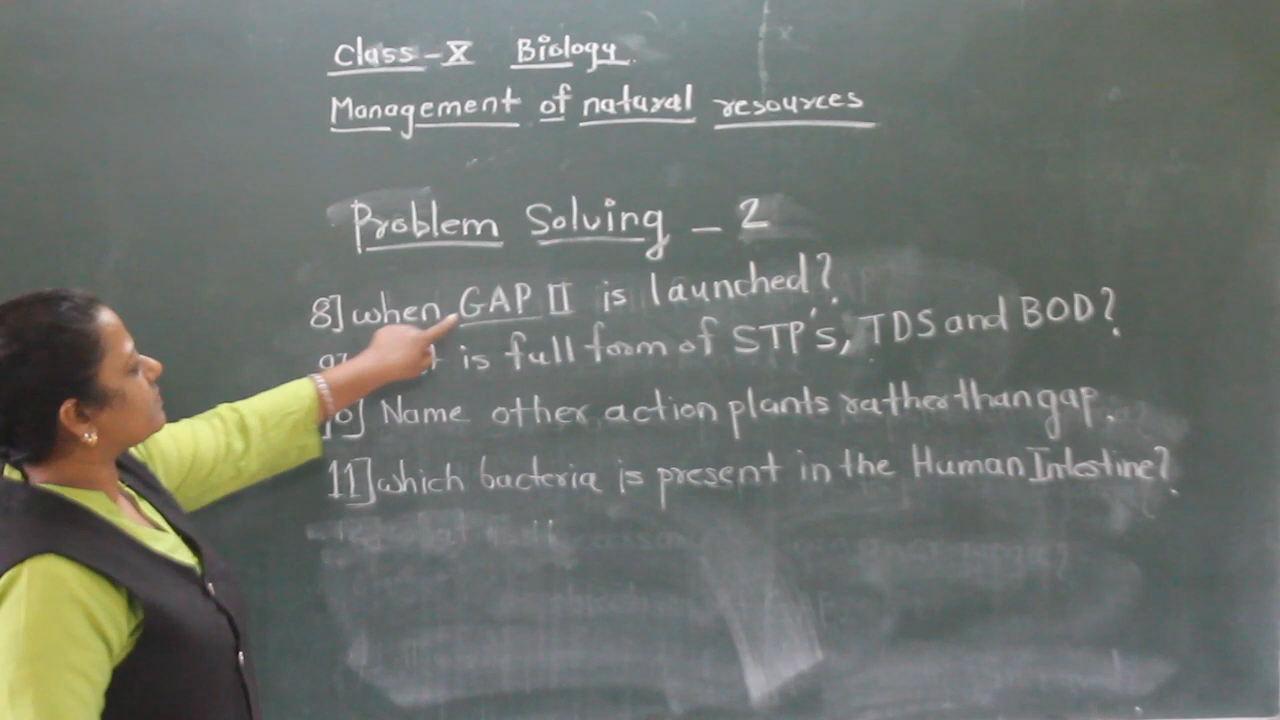 Class-X Biology
Management of nataral resources
Problem Solving - 2
8] when GAP II is launched?
9] is full form of STP's, TDS and BOD?
10] Name other action plants rather than gap.
11] which bacteria is present in the Human Intestine?